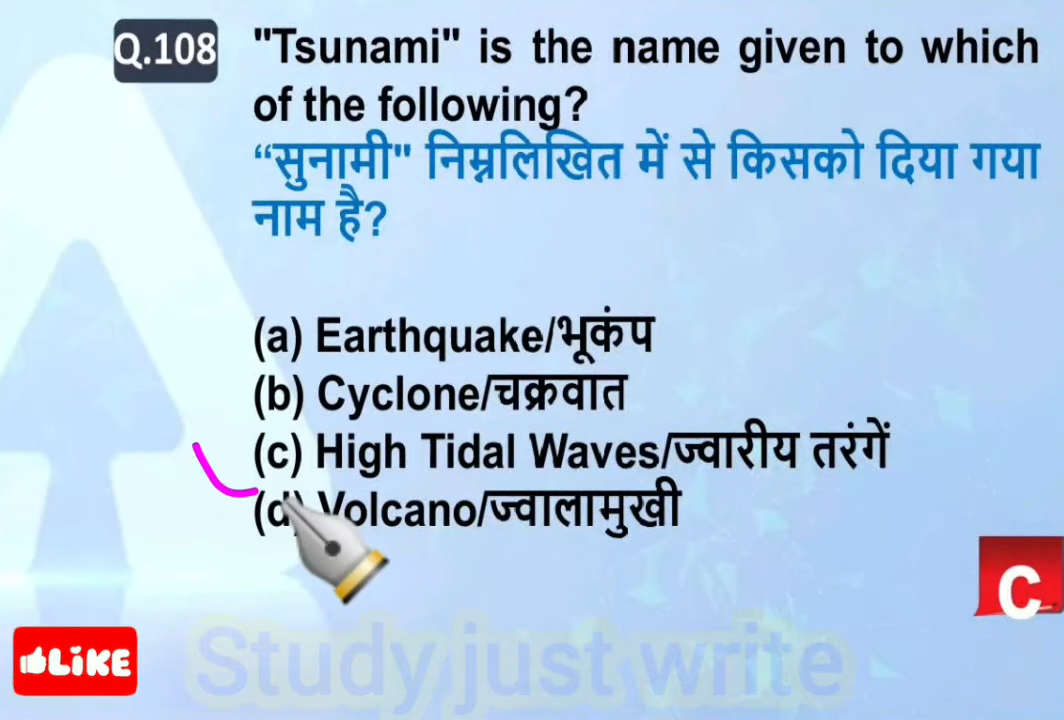 Q.108 "Tsunami" is the name given to which
of the following?
“सुनामी" निम्नलिखित में से किसको दिया गया
नाम है?
(a) Earthquake/भूकंप
(b) Cyclone/चक्रवात
(c) High Tidal Waves/ज्वारीय तरंगें
(d) Volcano/ज्वालामुखी
C
LiKE
Study just write